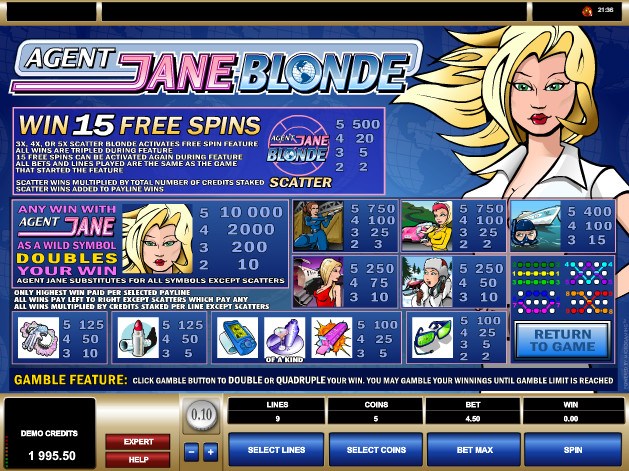 21:36
AGENT JANE BLONDE
WIN 15 FREE SPINS
3X, 4X, OR 5X SCATTER BLONDE ACTIVATES FREE SPIN FEATURE
ALL WINS ARE TRIPLED DURING FEATURE
15 FREE SPINS CAN BE ACTIVATED AGAIN DURING FEATURE
ALL BETS AND LINES PLAYED ARE THE SAME AS THE GAME
THAT STARTED THE FEATURE
SCATTER WINS MULTIPLIED BY TOTAL NUMBER OF CREDITS STAKED
SCATTER WINS ADDED TO PAYLINE WINS
AGENT JANE
BLONDE
SCATTER
5 500
4 20
3 5
2 2
ANY WIN WITH
AGENT JANE
AS A WILD SYMBOL
DOUBLES
YOUR WIN
5 10 000
4 2000
3 200
2 10
AGENT JANE SUBSTITUTES FOR ALL SYMBOLS EXCEPT SCATTERS
5 750
4 100
3 25
2 3
5 750
4 100
3 25
2 2
5 400
4 100
3 15
5 250
4 75
3 10
5 250
4 50
3 10
ONLY HIGHEST WIN PAID PER SELECTED PAYLINE
ALL WINS PAY LEFT TO RIGHT EXCEPT SCATTERS WHICH PAY ANY
ALL WINS MULTIPLIED BY CREDITS STAKED PER LINE EXCEPT SCATTERS
5 125
4 50
3 10
5 125
4 50
3 5
OF A KIND
5 100
4 25
3 5
5 100
4 25
3 5
2 2
RETURN
TO GAME
GAMBLE FEATURE: CLICK GAMBLE BUTTON TO DOUBLE OR QUADRUPLE YOUR WIN. YOU MAY GAMBLE YOUR WINNINGS UNTIL GAMBLE LIMIT IS REACHED
DEMO CREDITS
1 995.50
EXPERT
HELP
0.10
LINES
9
COINS
5
BET
4.50
WIN
0.00
SELECT LINES
SELECT COINS
BET MAX
SPIN